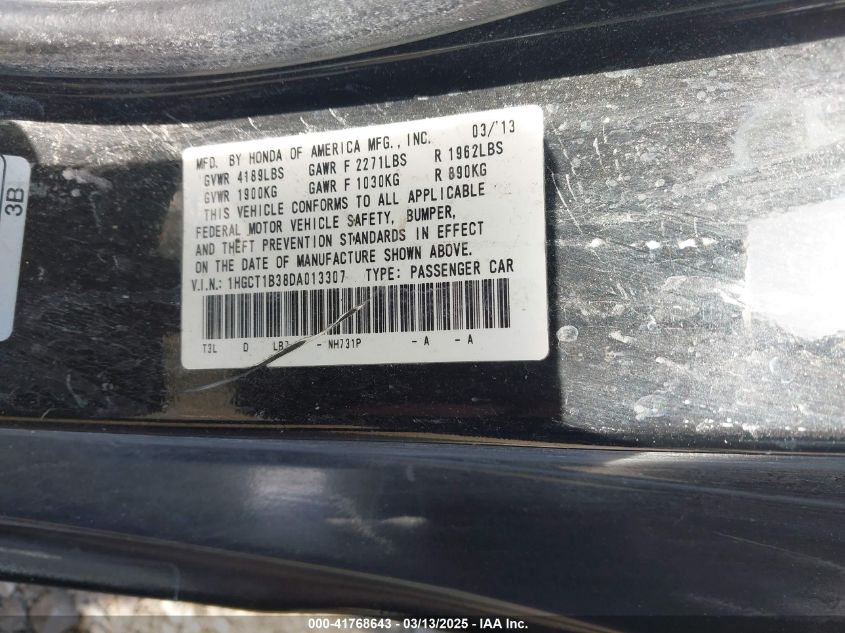 MFD. BY HONDA OF AMERICA MFG., INC. 03/'13
GVWR 4189LBS GAWR F 2271LBS R 1962LBS
GVWR 1900KG GAWR F 1030KG R 890KG
THIS VEHICLE CONFORMS TO ALL APPLICABLE
FEDERAL MOTOR VEHICLE SAFETY, BUMPER,
AND THEFT PREVENTION STANDARDS IN EFFECT
ON THE DATE OF MANUFACTURE SHOWN ABOVE.
V.I.N.: 1HGCT1B38DA013307 TYPE: PASSENGER CAR
T3L D - NH731P - A - A
3B
000-41768643 - 03/13/2025 - IAAI.COM